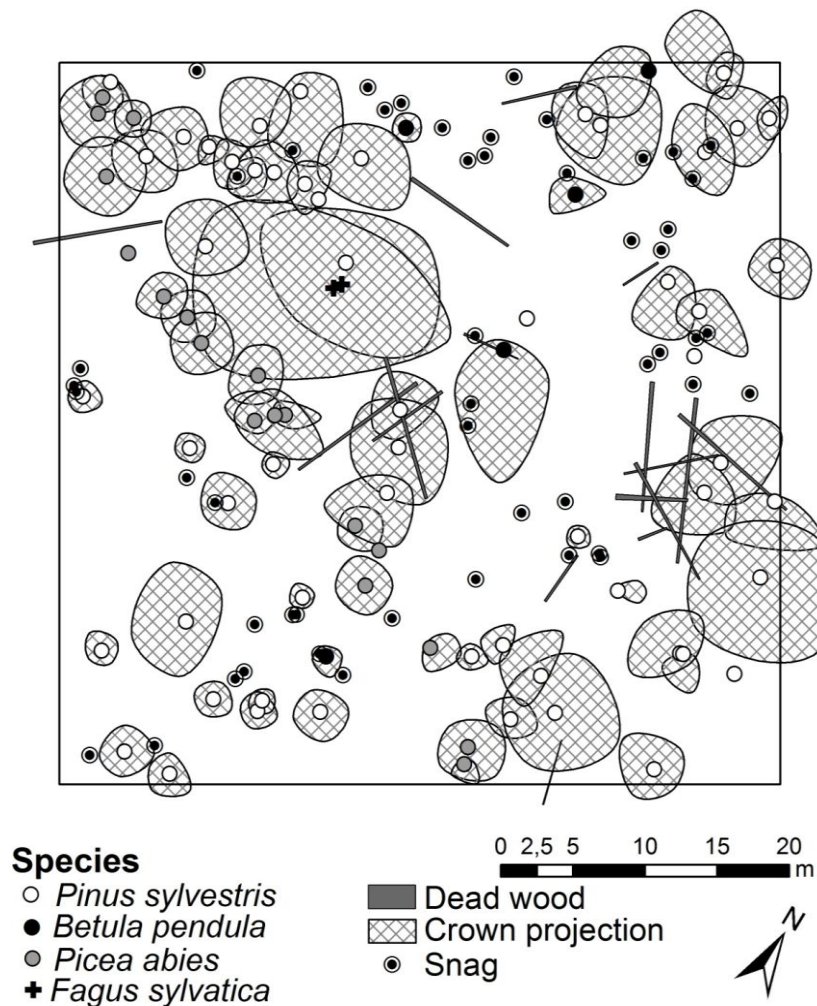 Species
Pinus sylvestris
Betula pendula
Picea abies
Fagus sylvatica
Dead wood
Crown projection
Snag
0 2,5 5 10 15 20
m
N